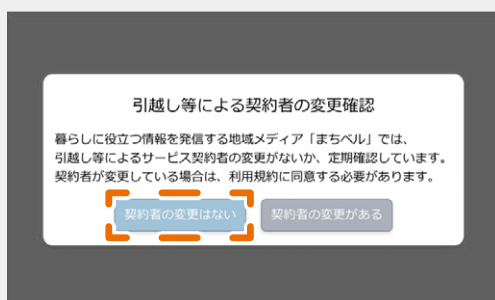 引越し等による契約者の変更確認
暮らしに役立つ情報を発信する地域メディア「まちベル」では、
引越し等によるサービス契約者の変更がないか、定期確認しています。
契約者が変更している場合は、利用規約に同意する必要があります。
契約者の変更はない
契約者の変更がある